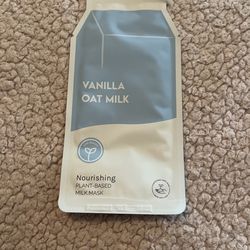 VANILLA
OAT MILK
Nourishing
PLANT-BASED
MILK MASK